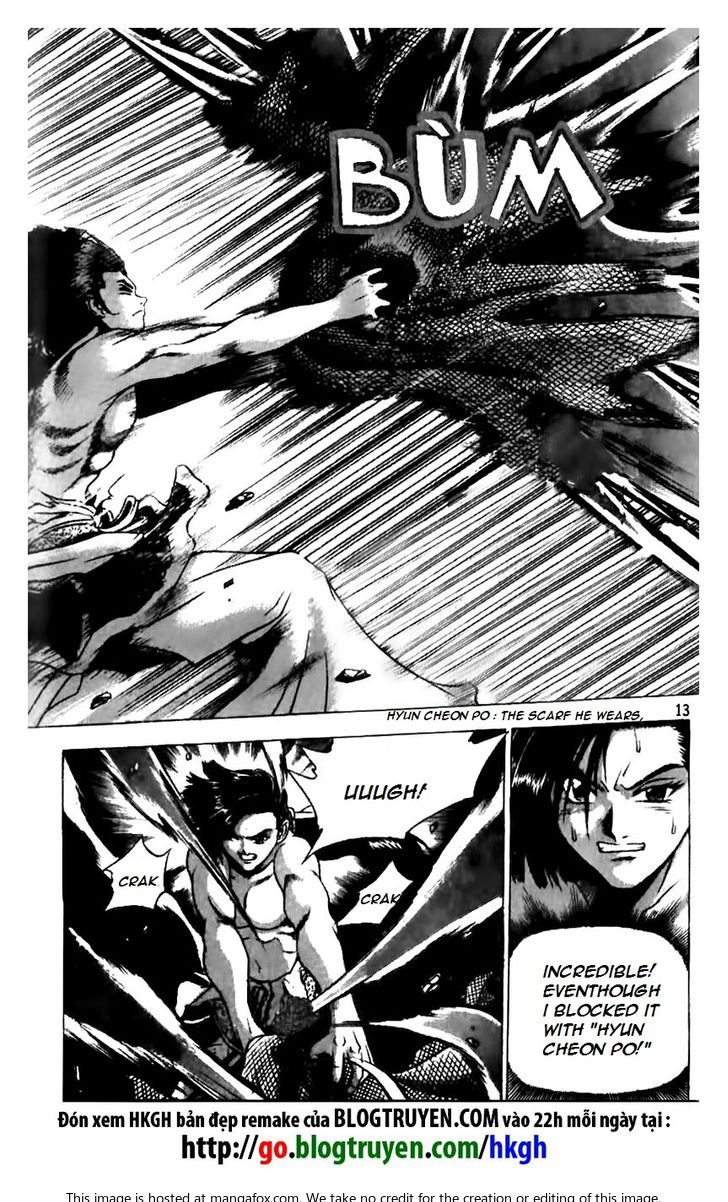 BÙM
HYUN CHEON PO : THE SCARF HE WEARS,
13
UUUGH!
CRAK
CRAK
INCREDIBLE!
EVENTHOUGH
I BLOCKED IT
WITH "HYUN
CHEON PO!"
Đón xem HKGH bản đẹp remake của BLOGTRUYEN.COM vào 22h mỗi ngày tại :
http://go.blogtruyen.com/hkgh
This image is hosted at mangafox.com. We take no credit for the creation or editing of this image.